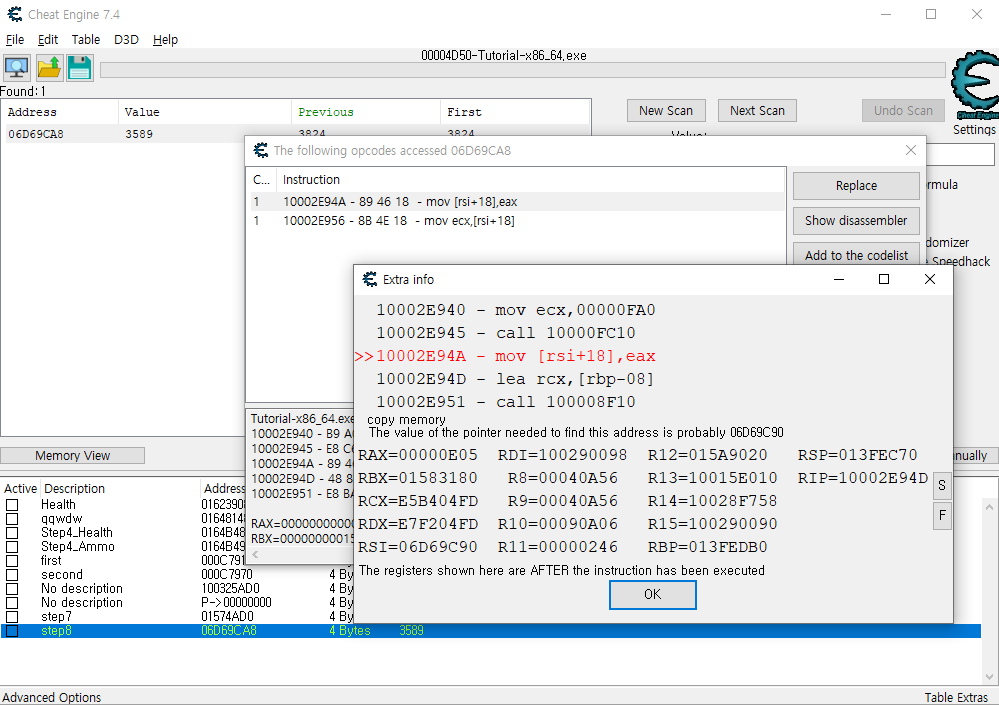 Cheat Engine 7.4
File Edit Table D3D Help
00004D50-Tutorial-x86_64.exe
Found: 1
Address Value Previous First
06D69CA8 3589 3824 3824
New Scan Next Scan Undo Scan
Cheat Engine
Settings
Value:
The following opcodes accessed 06D69CA8
C... Instruction
1 10002E94A - 89 46 18 - mov [rsi+18],eax
1 10002E956 - 8B 4E 18 - mov ecx,[rsi+18]
Replace
Show disassembler
Add to the codelist
rmula
domizer
Speedhack
Extra info
10002E940 - mov ecx,00000FA0
10002E945 - call 10000FC10
>>10002E94A - mov [rsi+18],eax
10002E94D - lea rcx,[rbp-08]
10002E951 - call 100008F10
copy memory
The value of the pointer needed to find this address is probably 06D69C90
RAX=00000E05 RDI=100290098 R12=015A9020 RSP=013FEC70
RBX=01583180 R8=00040A56 R13=10015E010 RIP=10002E94D
RCX=E5B404FD R9=00040A56 R14=10028F758
RDX=E7F204FD R10=00090A06 R15=100290090
RSI=06D69C90 R11=00000246 RBP=013FEDB0
S
F
The registers shown here are AFTER the instruction has been executed
OK
Tutorial-x86_64.exe
10002E940 - B9 A
10002E945 - E8 C
10002E94A - 89 4
10002E94D - 48 8
10002E951 - E8 B
RAX=00000000000
RBX=000000000015
Memory View
nually
Active Description Address
Health 01623908
qqwdw 01648148
Step4_Health 0164B49
Step4_Ammo 0164B49
first 000C791
second 000C7970 4 By
No description 100325AD0 4 By
No description P->00000000 4 By
step7 01574AD0 4 By
step8 06D69CA8 4 Bytes 3589
Advanced Options Table Extras